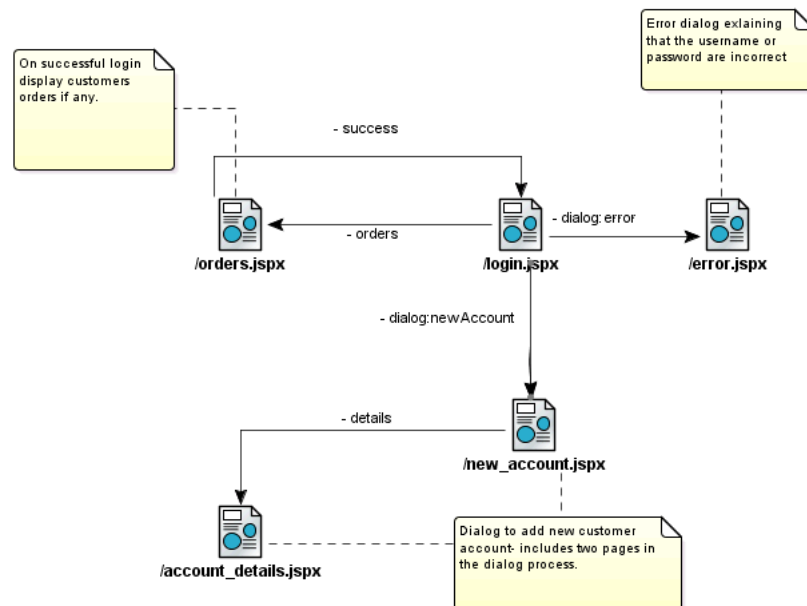 On successful login
display customers
orders if any.
Error dialog exlaining
that the username or
password are incorrect
- success
- orders
- dialog:error
/orders.jspx
/login.jspx
/error.jspx
- dialog:newAccount
- details
/new_account.jspx
/account_details.jspx
Dialog to add new customer
account- includes two pages in
the dialog process.